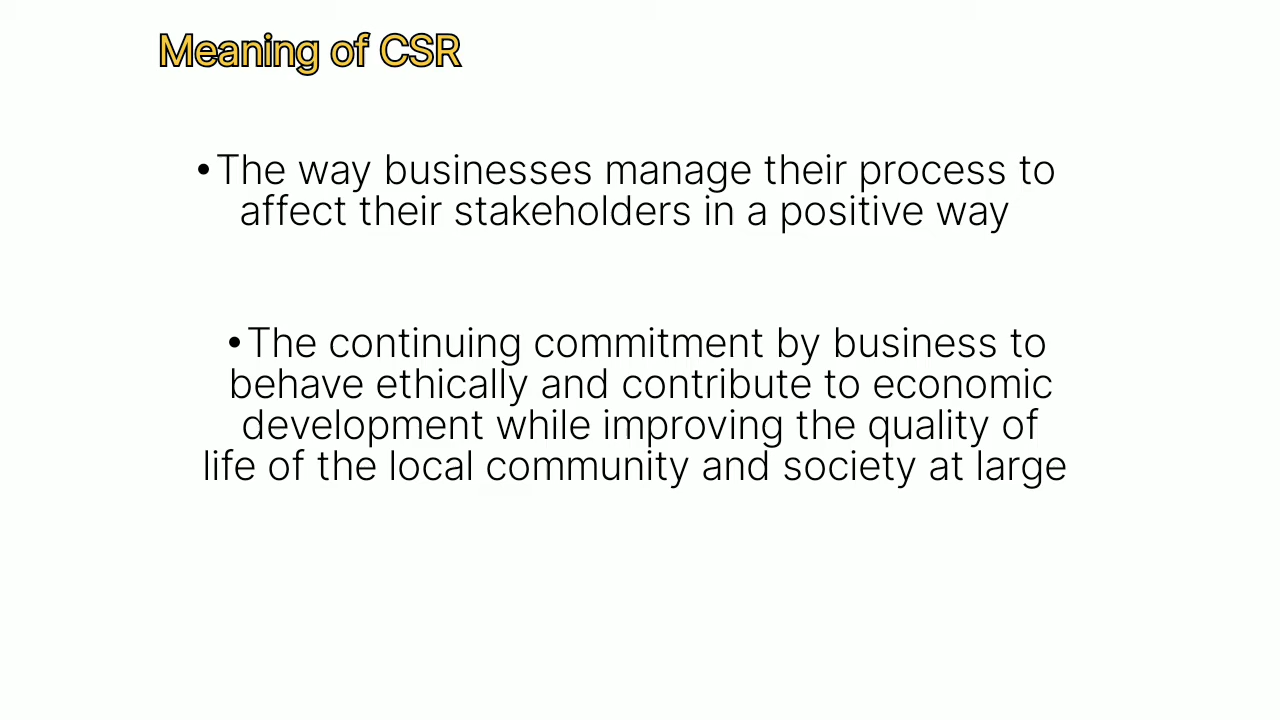 Meaning of CSR
•The way businesses manage their process to
affect their stakeholders in a positive way
•The continuing commitment by business to
behave ethically and contribute to economic
development while improving the quality of
life of the local community and society at large